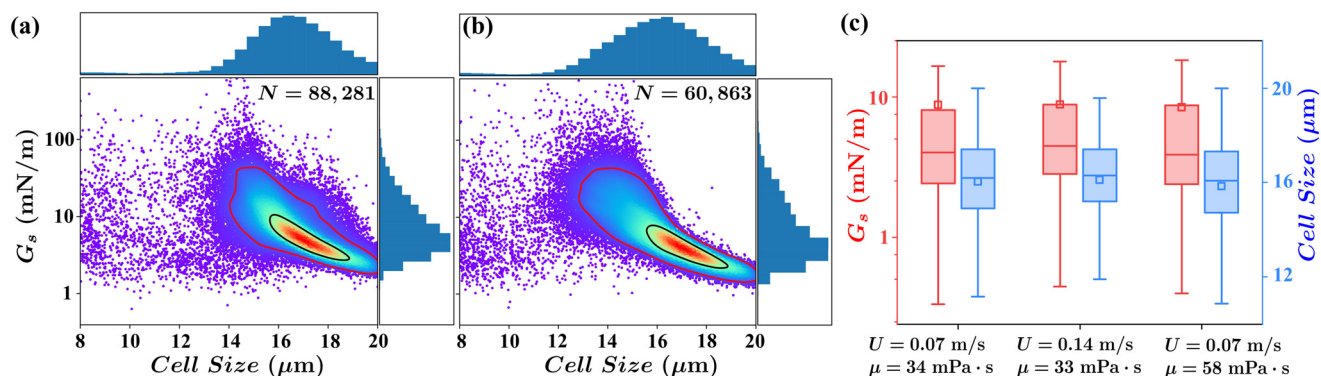 (a)
N = 88,281
G_s (mN/m)
100
10
1
8 10 12 14 16 18 20
Cell Size (μm)
(b)
N = 60,863
8 10 12 14 16 18 20
Cell Size (μm)
(c)
G_s (mN/m)
10
1
20
16
12
Cell Size (μm)
U = 0.07 m/s
μ = 34 mPa · s
U = 0.14 m/s
μ = 33 mPa · s
U = 0.07 m/s
μ = 58 mPa · s